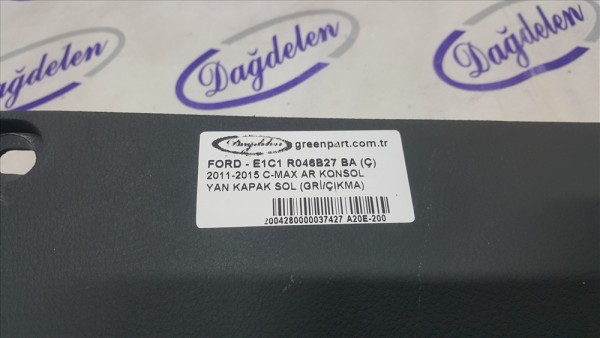 Dağdelen
Dağdelen
Dağdelen
Dağdelen greenpart.com.tr
FORD - E1C1 R046B27 BA (Ç)
2011-2015 C-MAX AR KONSOL
YAN KAPAK SOL (GRİ/ÇIKMA)
2004280000037427 A20E-200